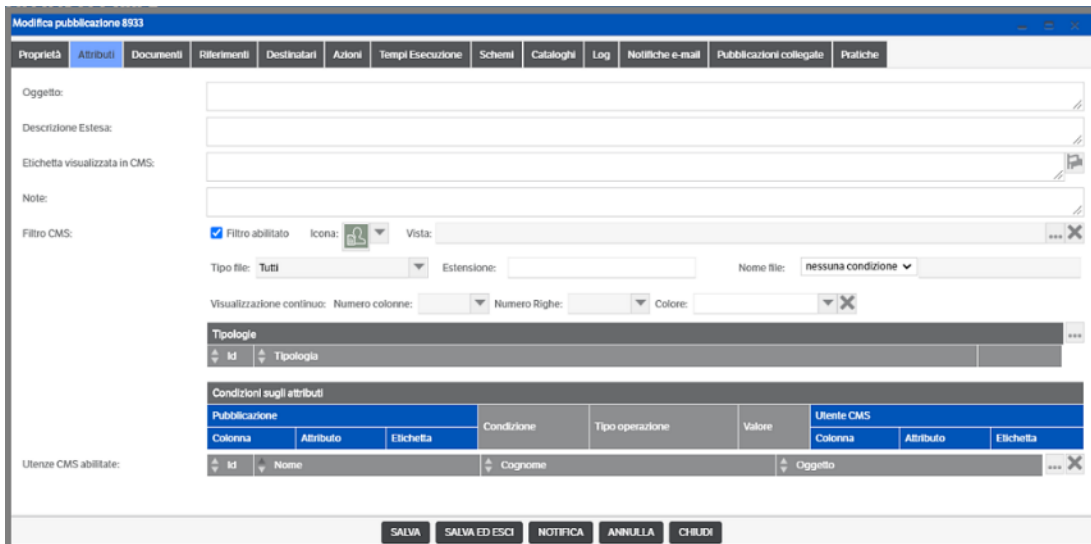 Modifica pubblicazione 8933
Proprietà Attributi Documenti Riferimenti Destinatari Azioni Tempi Esecuzione Schemi Cataloghi Log Notifiche e-mail Pubblicazioni collegate Pratiche
Oggetto:
Descrizione Estesa:
Etichetta visualizzata in CMS:
Note:
Filtro CMS: Filtro abilitato Icona: Vista: ...
Tipo file: Tutti Estensione: Nome file: nessuna condizione
Visualizzazione continuo: Numero colonne: Numero Righe: Colore:
Tipologie ...
Id Tipologia
Condizioni sugli attributi
Pubblicazione Condizione Tipo operazione Valore Utente CMS
Colonna Attributo Etichetta Colonna Attributo Etichetta
Utenze CMS abilitate: Id Nome Cognome Oggetto ...
SALVA SALVA ED ESCI NOTIFICA ANNULLA CHIUDI